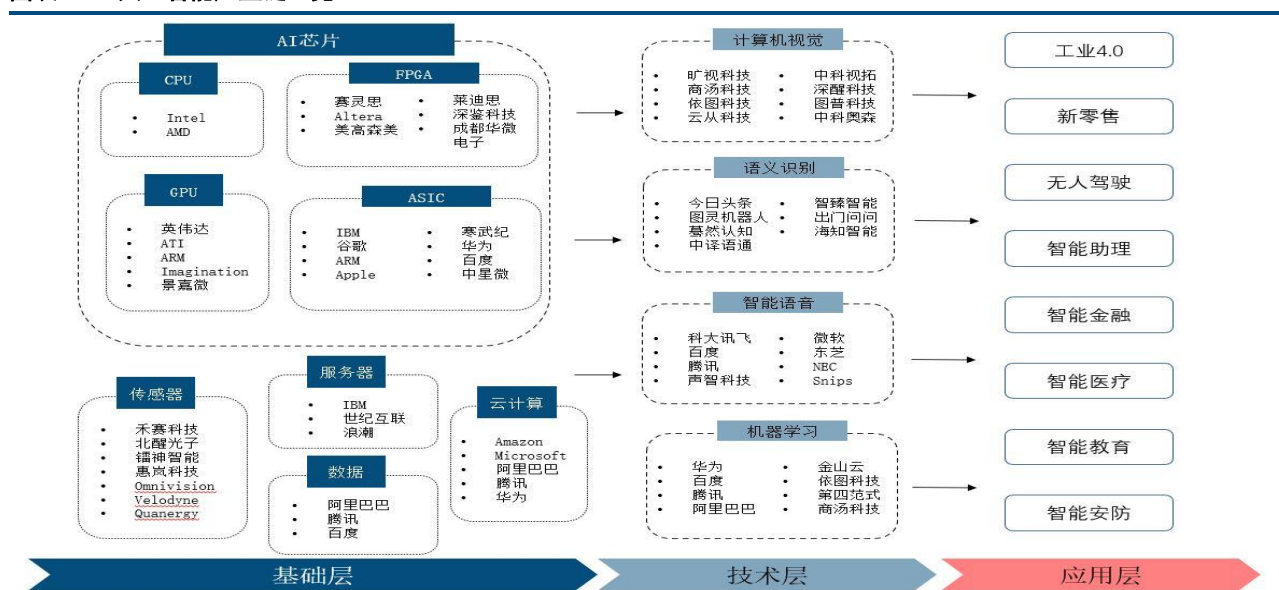 AI芯片
CPU
Intel
AMD
FPGA
赛灵思
Altera
美高森美
莱迪思
深鉴科技
成都华微
电子
GPU
英伟达
ATI
ARM
Imagination
景嘉微
ASIC
IBM
谷歌
ARM
Apple
寒武纪
华为
百度
中星微
传感器
禾赛科技
北醒光子
镭神智能
惠岚科技
Omnivision
Velodyne
Quanergy
服务器
IBM
世纪互联
浪潮
数据
阿里巴巴
腾讯
百度
云计算
Amazon
Microsoft
阿里巴巴
腾讯
华为
计算机视觉
旷视科技
商汤科技
依图科技
云从科技
中科视拓
深醒科技
图普科技
中科奥森
语义识别
今日头条
图灵机器人
蓦然认知
中译语通
智臻智能
出门问问
海知智能
智能语音
科大讯飞
百度
腾讯
声智科技
微软
东芝
NBC
Snips
机器学习
华为
百度
腾讯
阿里巴巴
金山云
依图科技
第四范式
商汤科技
工业4.0
新零售
无人驾驶
智能助理
智能金融
智能医疗
智能教育
智能安防
基础层
技术层
应用层